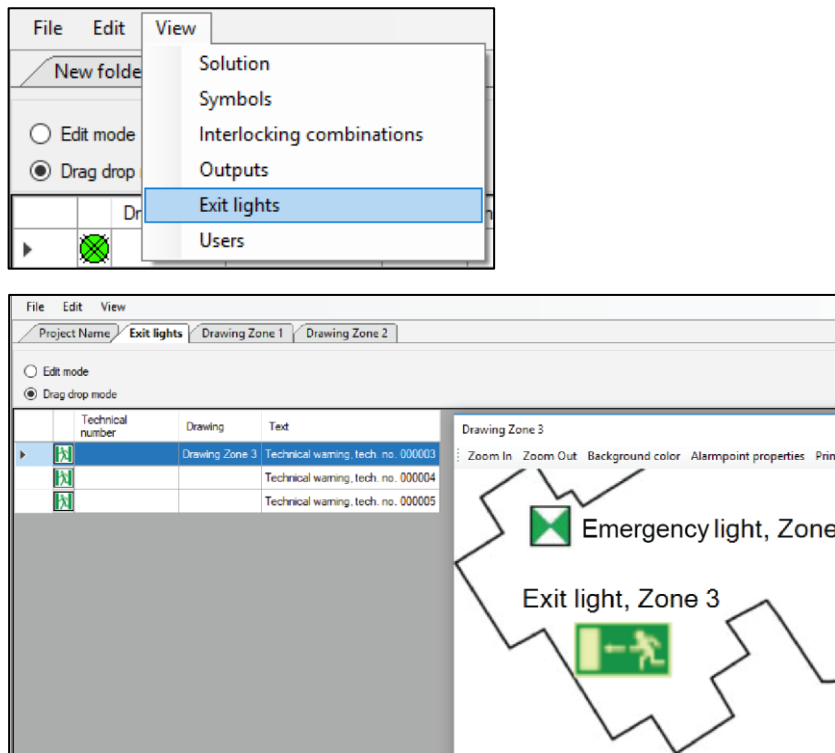 File Edit View
New folde
Solution
Symbols
Edit mode
Interlocking combinations
Drag drop
Outputs
Dr
Exit lights
Users
File Edit View
Project Name Exit lights Drawing Zone 1 Drawing Zone 2
Edit mode
Drag drop mode
Technical number Drawing Text
Drawing Zone 3 Technical warning, tech. no. 000003
Technical warning, tech. no. 000004
Technical warning, tech. no. 000005
Drawing Zone 3
Zoom In Zoom Out Background color Alarmpoint properties Prin
Emergency light, Zone
Exit light, Zone 3